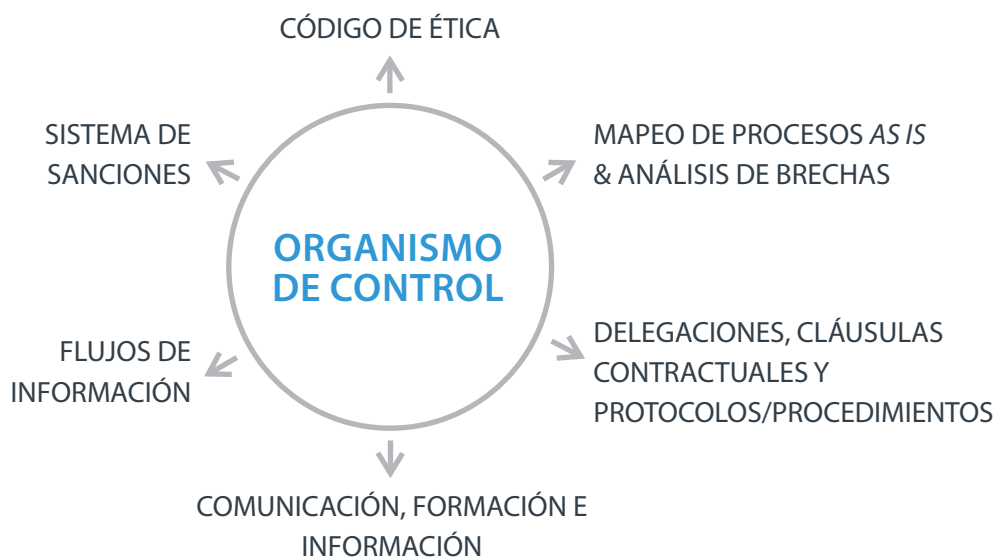 CÓDIGO DE ÉTICA
SISTEMA DE
SANCIONES
MAPEO DE PROCESOS AS IS
& ANÁLISIS DE BRECHAS
ORGANISMO
DE CONTROL
FLUJOS DE
INFORMACIÓN
DELEGACIONES, CLÁUSULAS
CONTRACTUALES Y
PROTOCOLOS/PROCEDIMIENTOS
COMUNICACIÓN, FORMACIÓN E
INFORMACIÓN